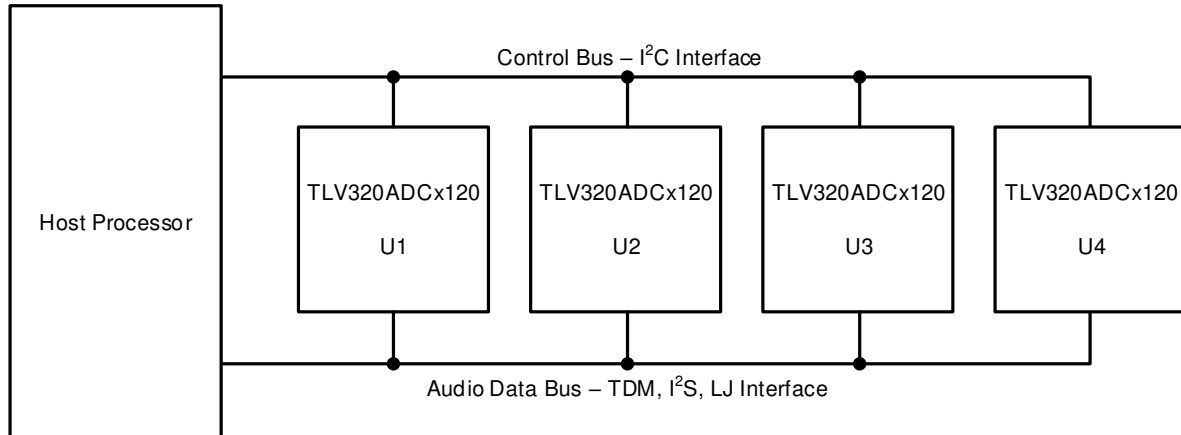 Control Bus – I²C Interface
Host Processor
TLV320ADCx120
U1
TLV320ADCx120
U2
TLV320ADCx120
U3
TLV320ADCx120
U4
Audio Data Bus – TDM, I²S, LJ Interface